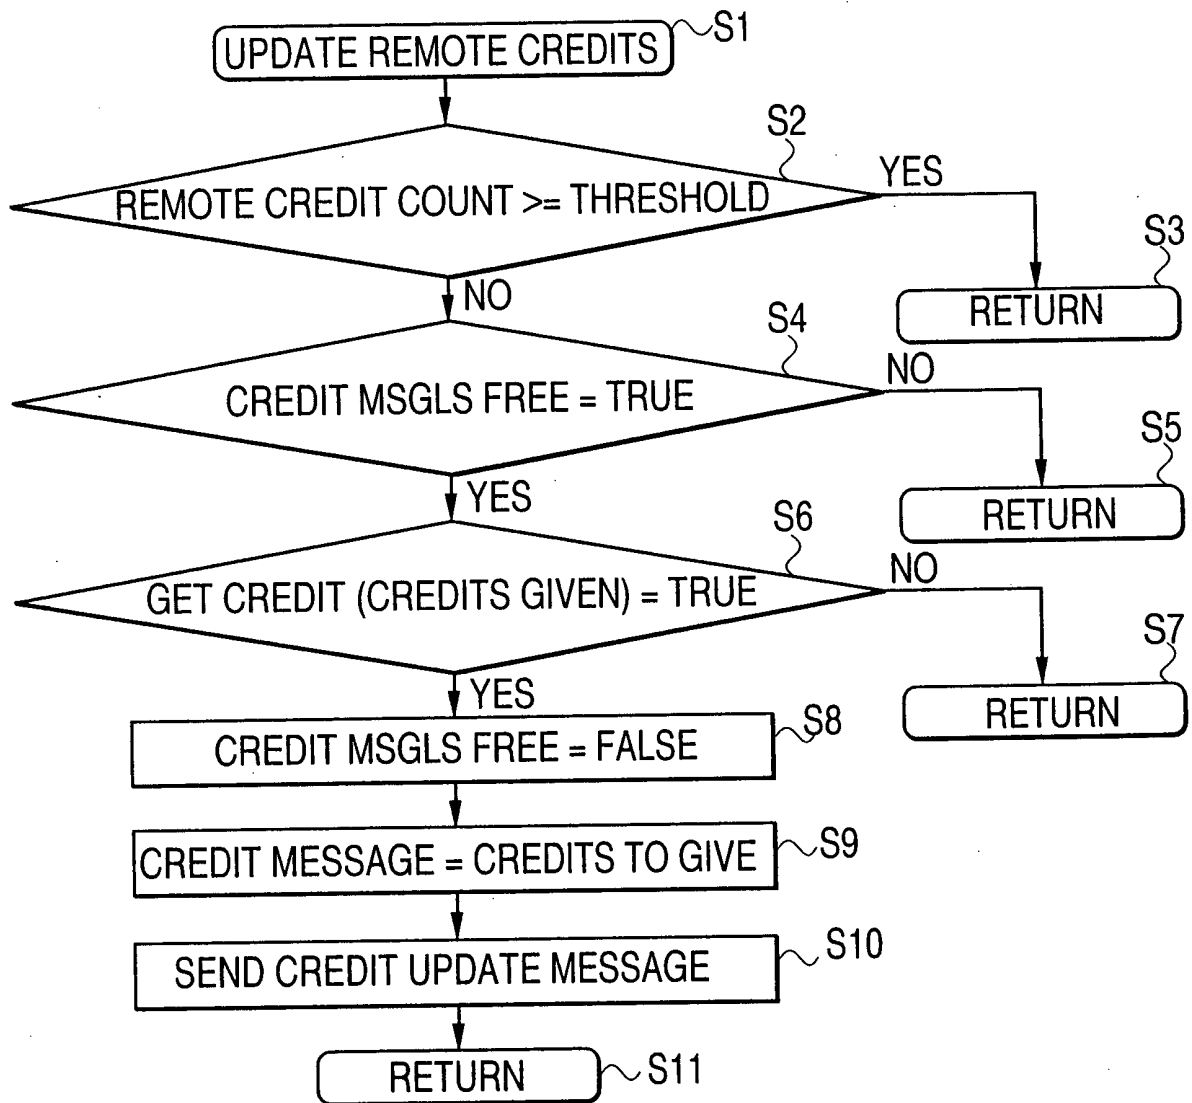 UPDATE REMOTE CREDITS
S1
S2
REMOTE CREDIT COUNT >= THRESHOLD
YES
S3
RETURN
NO
S4
CREDIT MSGLS FREE = TRUE
NO
S5
RETURN
YES
S6
GET CREDIT (CREDITS GIVEN) = TRUE
NO
S7
RETURN
YES
CREDIT MSGLS FREE = FALSE
S8
CREDIT MESSAGE = CREDITS TO GIVE
S9
SEND CREDIT UPDATE MESSAGE
S10
RETURN
S11